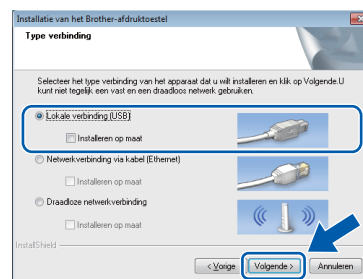 Installatie van het Brother-afdruktoestel
Type verbinding
Selecteer het type verbinding van het apparaat dat u wilt installeren en klik op Volgende.U
kunt niet tegelijk een vast en een draadloos netwerk gebruiken.
Lokale verbinding (USB)
Installeren op maat
Netwerkverbinding via kabel (Ethernet)
Installeren op maat
Draadloze netwerkverbinding
Installeren op maat
InstallShield
< Vorige Volgende > Annuleren